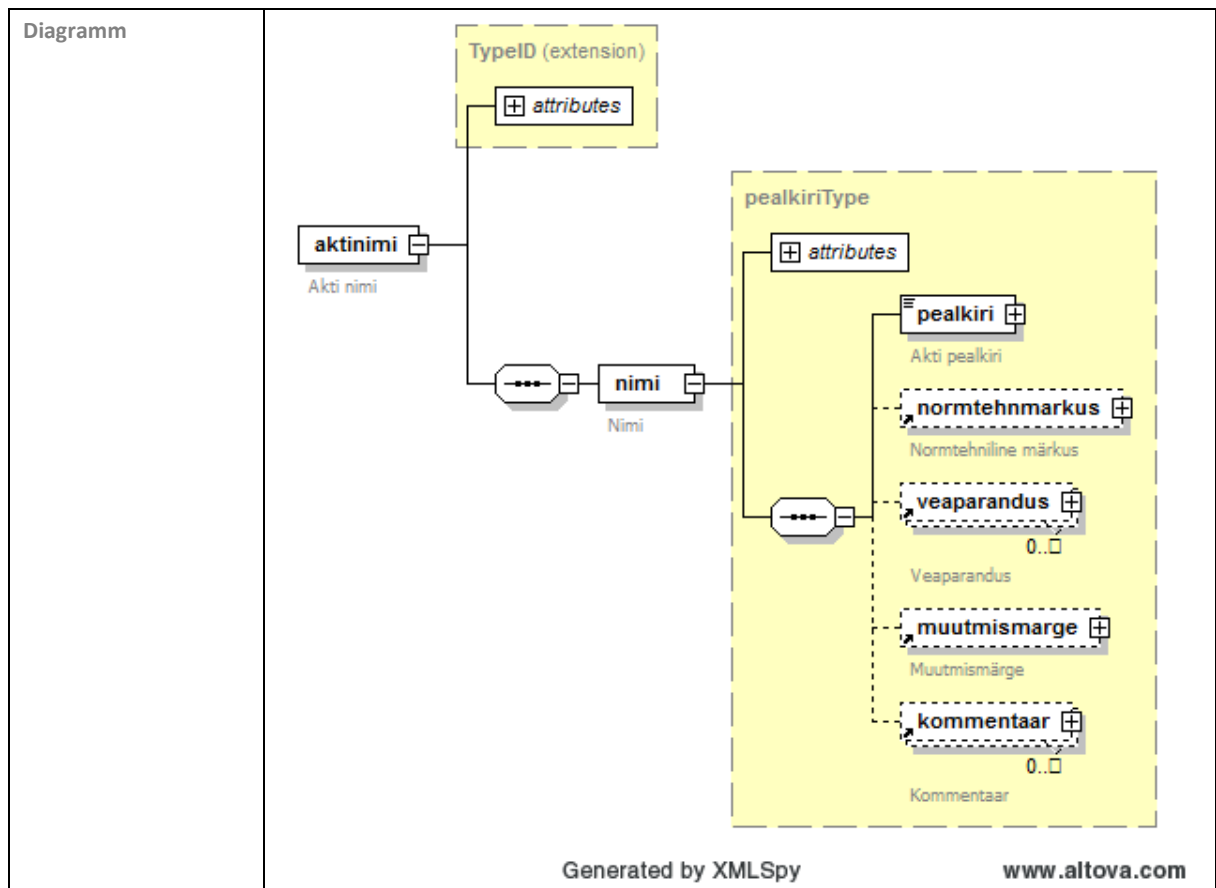 Diagramm
TypeID (extension)
attributes
pealkiriType
attributes
aktinimi
Akti nimi
pealkiri
Akti pealkiri
nimi
Nimi
normtehnmarkus
Normtehniline märkus
veaparandus
0..□
Veaparandus
muutmismarge
Muutmismärge
kommentaar
0..□
Kommentaar
Generated by XMLSpy
www.altova.com